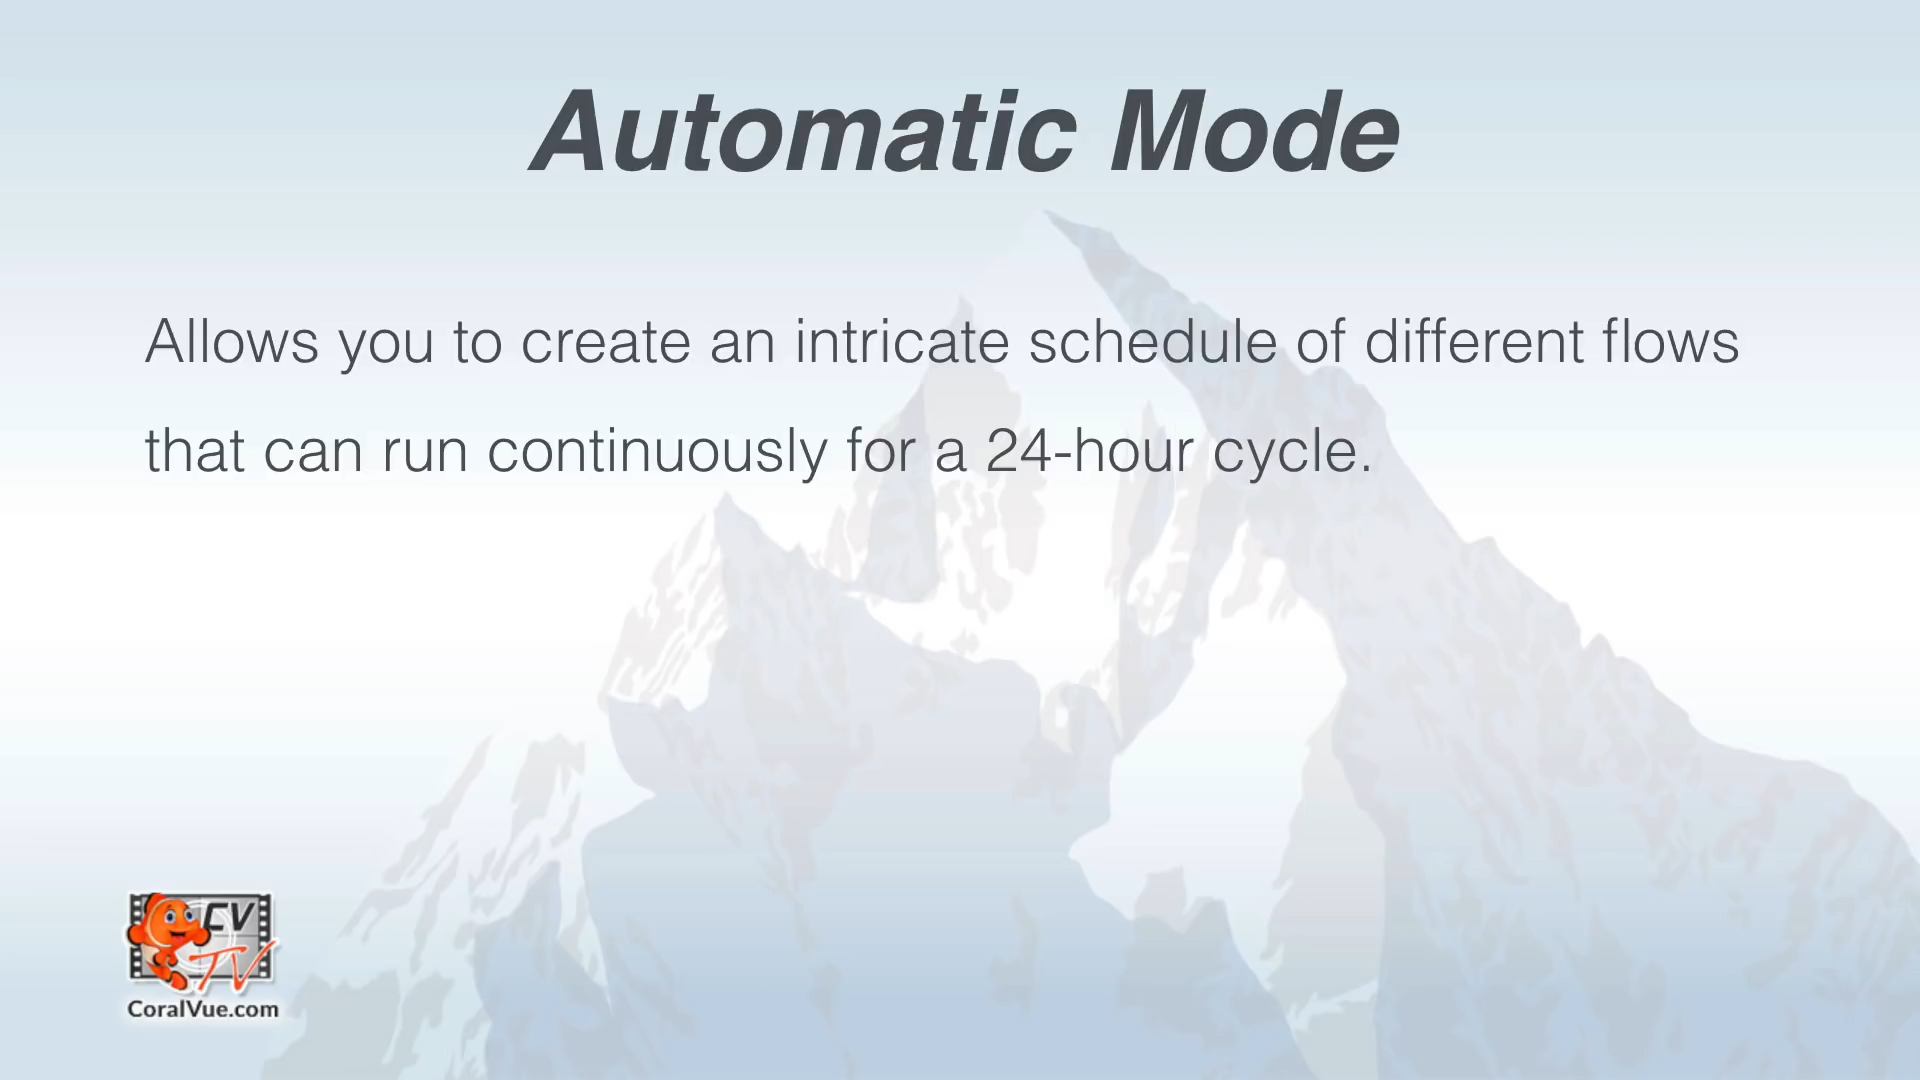 Automatic Mode
Allows you to create an intricate schedule of different flows
that can run continuously for a 24-hour cycle.
CV
TV
CoralVue.com